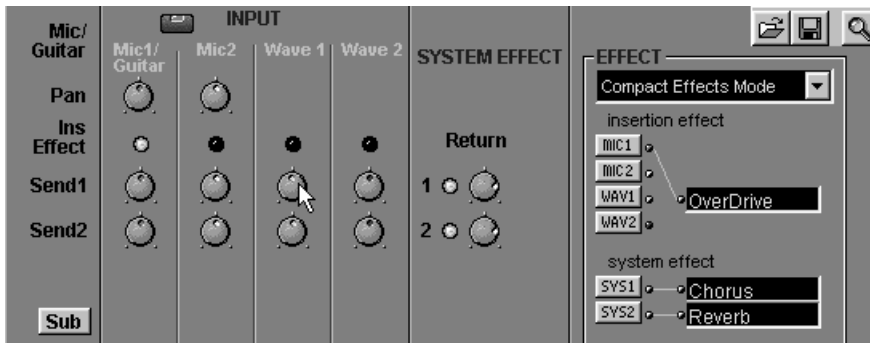 INPUT
Mic/
Guitar
Mic1/
Guitar
Mic2
Wave 1
Wave 2
SYSTEM EFFECT
Pan
Ins
Effect
Return
Send1
1
Send2
2
Sub
EFFECT
Compact Effects Mode
insertion effect
MIC1
MIC2
WAV1
OverDrive
WAV2
system effect
SYS1
Chorus
SYS2
Reverb